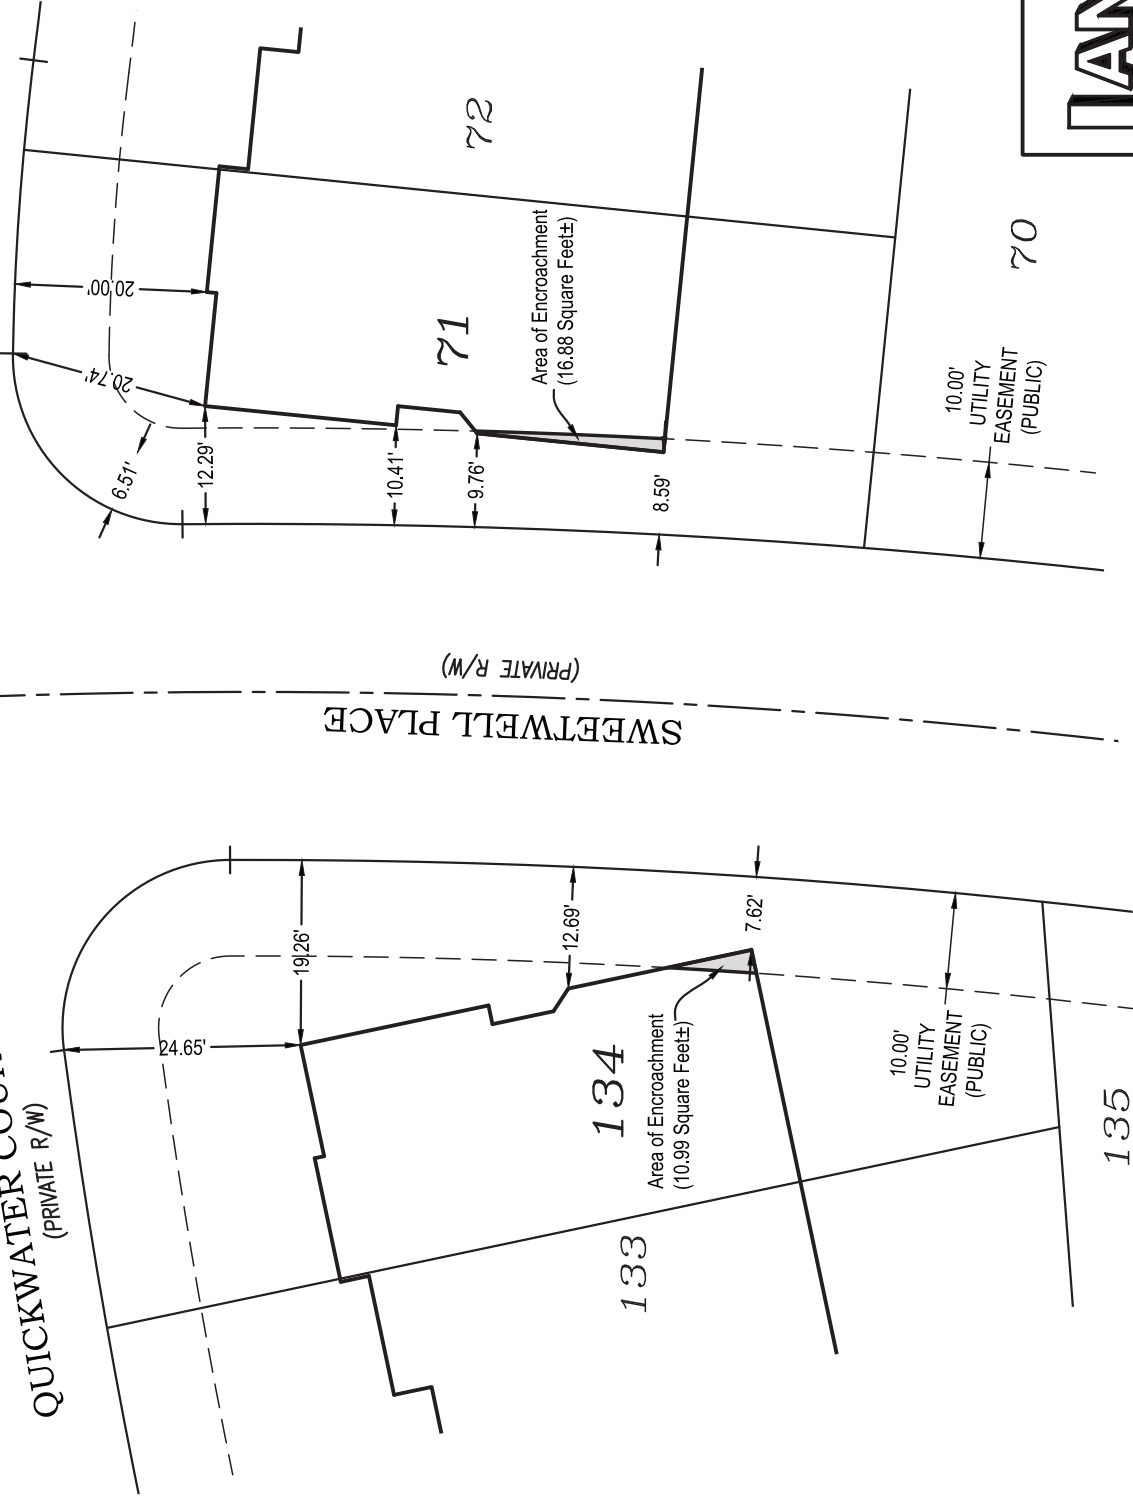 72
20.00'
20.74'
71
Area of Encroachment
(16.88 Square Feet±)
70
6.51'
12.29'
10.41'
9.76'
8.59'
10.00'
UTILITY
EASEMENT
(PUBLIC)
(PRIVATE R/W)
SWEETWELL PLACE
19.26'
12.69'
7.62'
24.65'
134
Area of Encroachment
(10.99 Square Feet±)
10.00'
UTILITY
EASEMENT
(PUBLIC)
135
133
QUICKWATER
(PRIVATE R/W)